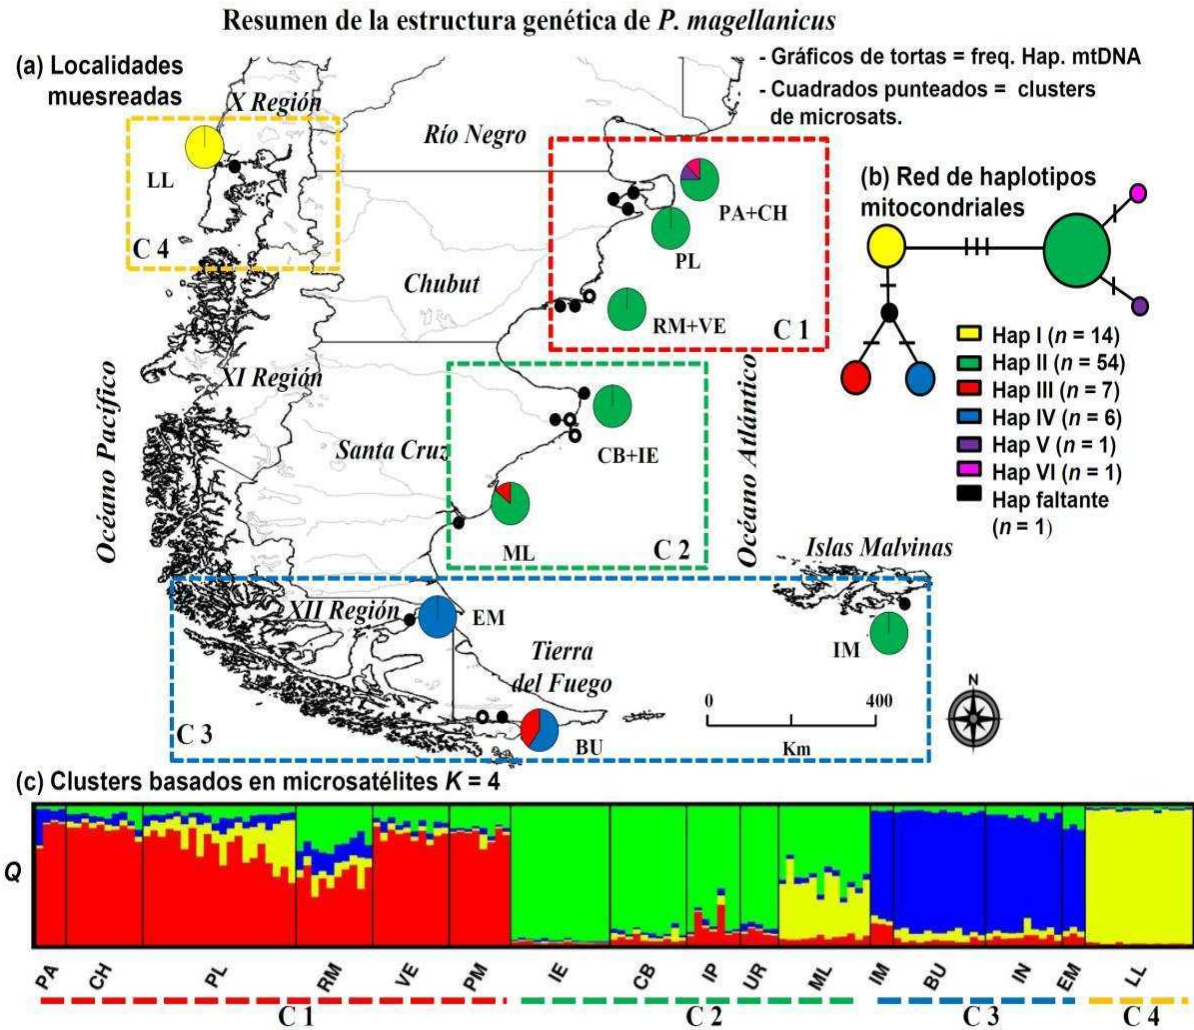 Resumen de la estructura genética de P. magellanicus
(a) Localidades
muesreadas
- Gráficos de tortas = freq. Hap. mtDNA
- Cuadrados punteados = clusters
de microsats.
X Región
Río Negro
LL
C 4
PA+CH
PL
RM+VE
C 1
Chubut
XI Región
Océano Pacífico
Santa Cruz
CB+IE
ML
C 2
Océano Atlántico
Islas Malvinas
XII Región
EM
IM
Tierra
del Fuego
BU
C 3
0
400
Km
N
(b) Red de haplotipos
mitocondriales
Hap I (n = 14)
Hap II (n = 54)
Hap III (n = 7)
Hap IV (n = 6)
Hap V (n = 1)
Hap VI (n = 1)
Hap faltante
(n = 1)
(c) Clusters basados en microsatélites K = 4
Q
PA
CH
PL
RM
VE
PM
IE
CB
IP
UR
ML
IM
BU
IN
EM
LL
C 1
C 2
C 3
C 4